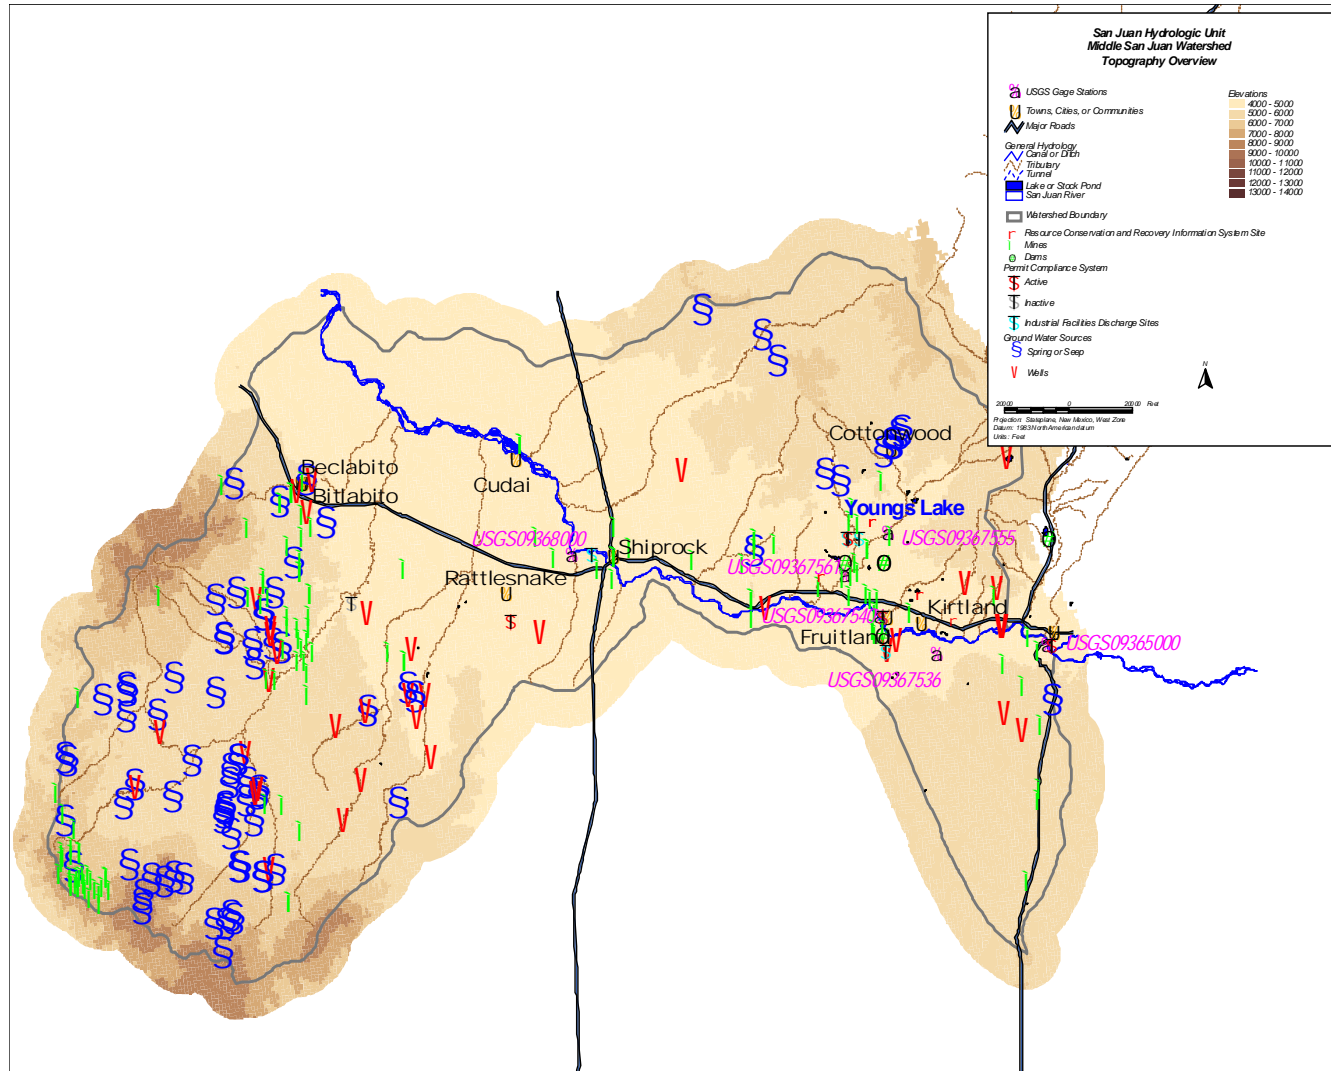 San Juan Hydrologic Unit
Middle San Juan Watershed
Topography Overview
USGS Gage Stations
Towns, Cities, or Communities
Major Roads
General Hydrology
Canal or Ditch
Tributary
Tunnel
Lake or Stock Pond
San Juan River
Watershed Boundary
Resource Conservation and Recovery Information System Site
Mines
Dams
Permit Compliance System
Active
Inactive
Industrial Facilities Discharge Sites
Ground Water Sources
Spring or Seep
Wells
Elevations
4000 - 5000
5000 - 6000
6000 - 7000
7000 - 8000
8000 - 9000
9000 - 10000
10000 - 11000
11000 - 12000
12000 - 13000
13000 - 14000
N
20000 0 20000 Feet
Projection: Stateplane, New Mexico, West Zone
Datum: 1983 North American datum
Units: Feet
Cottonwood
Beclabito
Bitlabito
Cudai
Youngs Lake
USGS09368000
USGS09367555
Shiprock
USGS09367561
Rattlesnake
USGS09367540
Kirtland
Fruitland
USGS09365000
USGS09367536